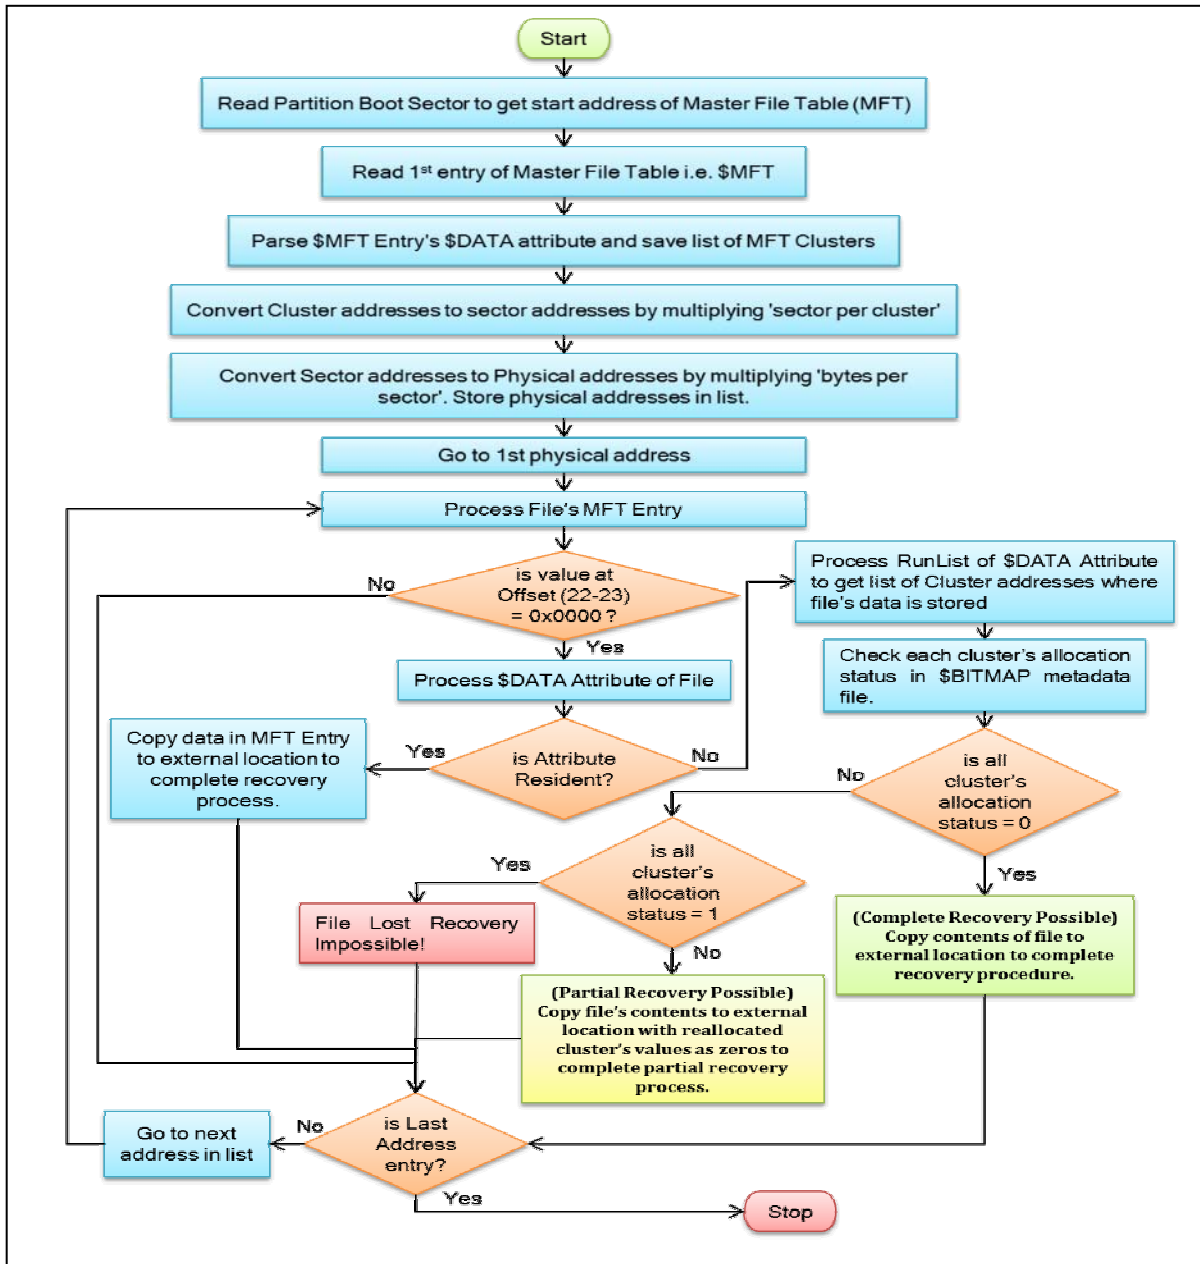 Start
Read Partition Boot Sector to get start address of Master File Table (MFT)
Read 1st entry of Master File Table i.e. $MFT
Parse $MFT Entry's $DATA attribute and save list of MFT Clusters
Convert Cluster addresses to sector addresses by multiplying 'sector per cluster'
Convert Sector addresses to Physical addresses by multiplying 'bytes per
sector'. Store physical addresses in list.
Go to 1st physical address
Process File's MFT Entry
is value at
Offset (22-23)
= 0x0000 ?
No
Yes
Process $DATA Attribute of File
is Attribute
Resident?
Yes
No
Copy data in MFT Entry
to external location to
complete recovery
process.
Process RunList of $DATA Attribute
to get list of Cluster addresses where
file's data is stored
Check each cluster's allocation
status in $BITMAP metadata
file.
is all
cluster's
allocation
status = 0
No
Yes
is all
cluster's
allocation
status = 1
Yes
No
File Lost Recovery
Impossible!
(Complete Recovery Possible)
Copy contents of file to
external location to complete
recovery procedure.
(Partial Recovery Possible)
Copy file's contents to external
location with reallocated
cluster's values as zeros to
complete partial recovery
process.
is Last
Address
entry?
No
Go to next
address in list
Yes
Stop